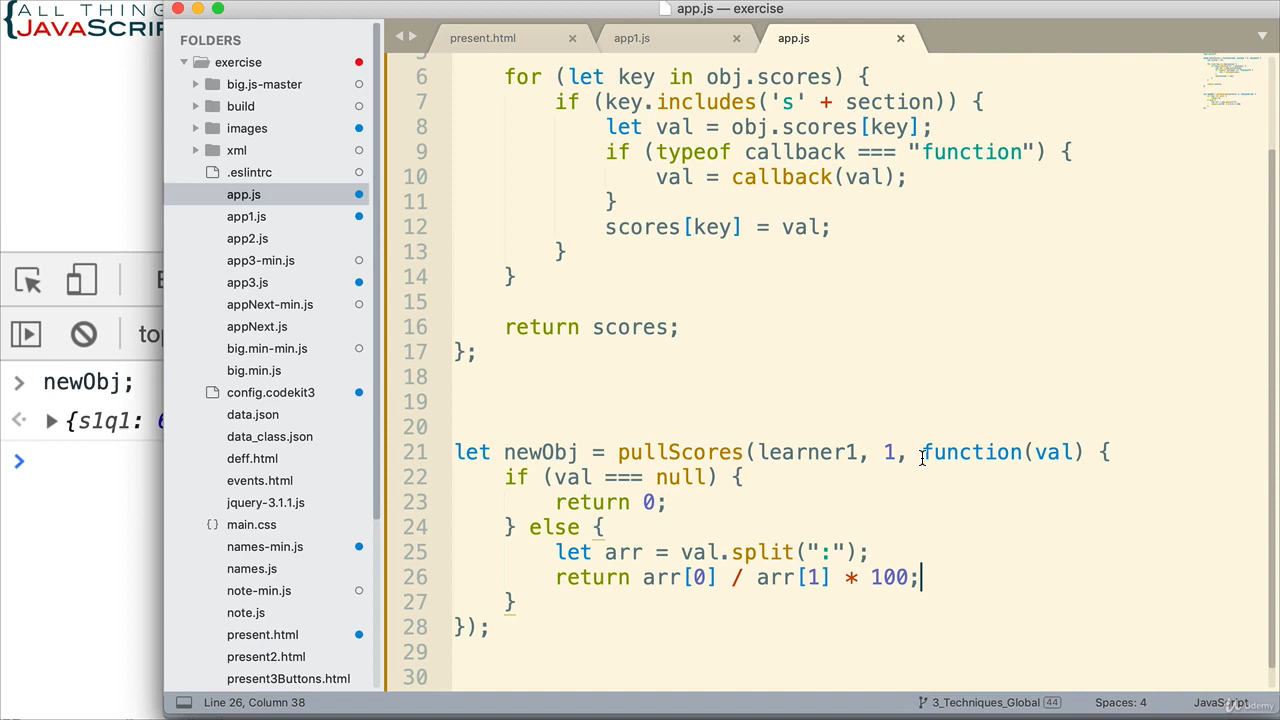 ALL THIN
JAVASCRIP
app.js — exercise
FOLDERS
exercise
big.js-master
build
images
xml
.eslintrc
app.js
app1.js
app2.js
app3-min.js
app3.js
appNext-min.js
appNext.js
big.min-min.js
big.min.js
config.codekit3
data.json
data_class.json
deff.html
events.html
jquery-3.1.1.js
main.css
names-min.js
names.js
note-min.js
note.js
present.html
present2.html
present3Buttons.html
present.html
app1.js
app.js
6 for (let key in obj.scores) {
7 if (key.includes('s' + section)) {
8 let val = obj.scores[key];
9 if (typeof callback === "function") {
10 val = callback(val);
11 }
12 scores[key] = val;
13 }
14 }
15
16 return scores;
17 };
18
19
20
21 let newObj = pullScores(learner1, 1, function(val) {
22 if (val === null) {
23 return 0;
24 } else {
25 let arr = val.split(":");
26 return arr[0] / arr[1] * 100;
27 }
28 });
29
30
top
> newObj;
{s1q1:
Line 26, Column 38
3_Techniques_Global 44
Spaces: 4
JavaScript
Udemy